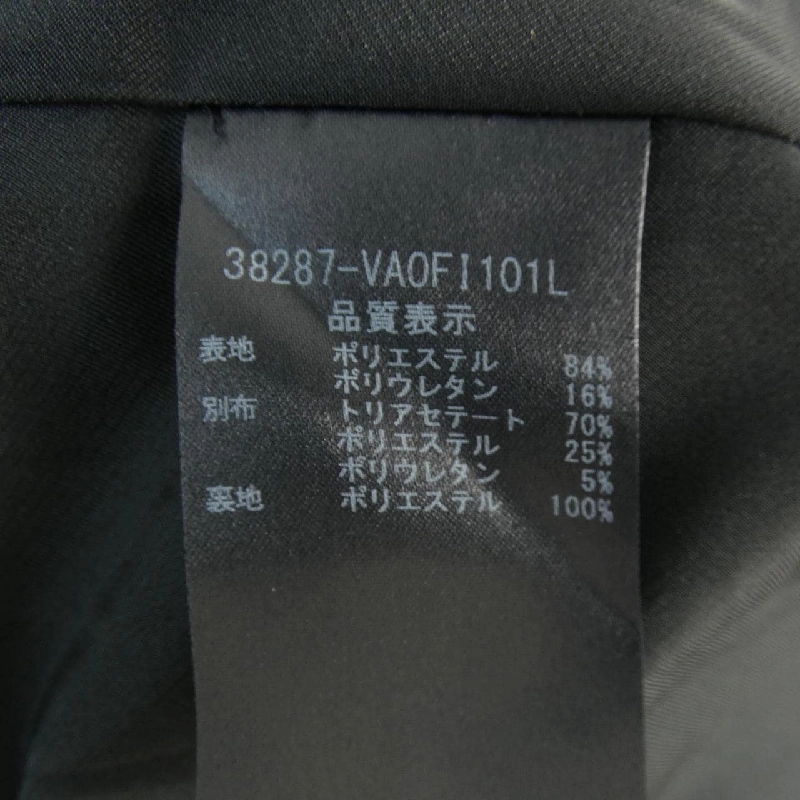 38287-VA0FI101L
品質表示
表地 ポリエステル 84%
ポリウレタン 16%
別布 トリアセテート 70%
ポリエステル 25%
ポリウレタン 5%
裏地 ポリエステル 100%